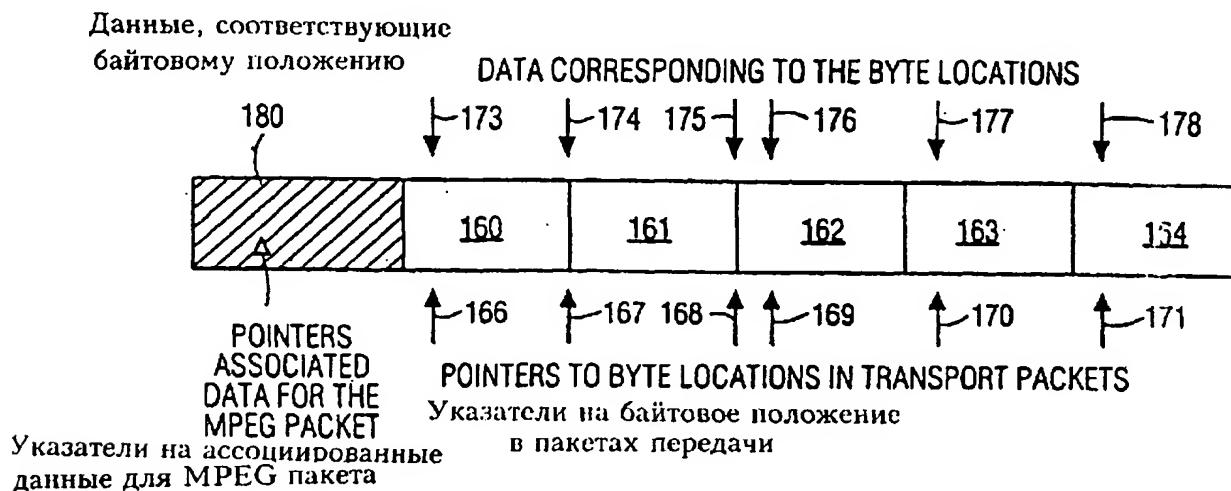 Данные, соответствующие
байтовому положению
DATA CORRESPONDING TO THE BYTE LOCATIONS
180
173
174
175
176
177
178
160
161
162
163
164
166
167
168
169
170
171
POINTERS
ASSOCIATED
DATA FOR THE
MPEG PACKET
POINTERS TO BYTE LOCATIONS IN TRANSPORT PACKETS
Указатели на байтовое положение
в пакетах передачи
Указатели на ассоциированные
данные для MPEG пакета